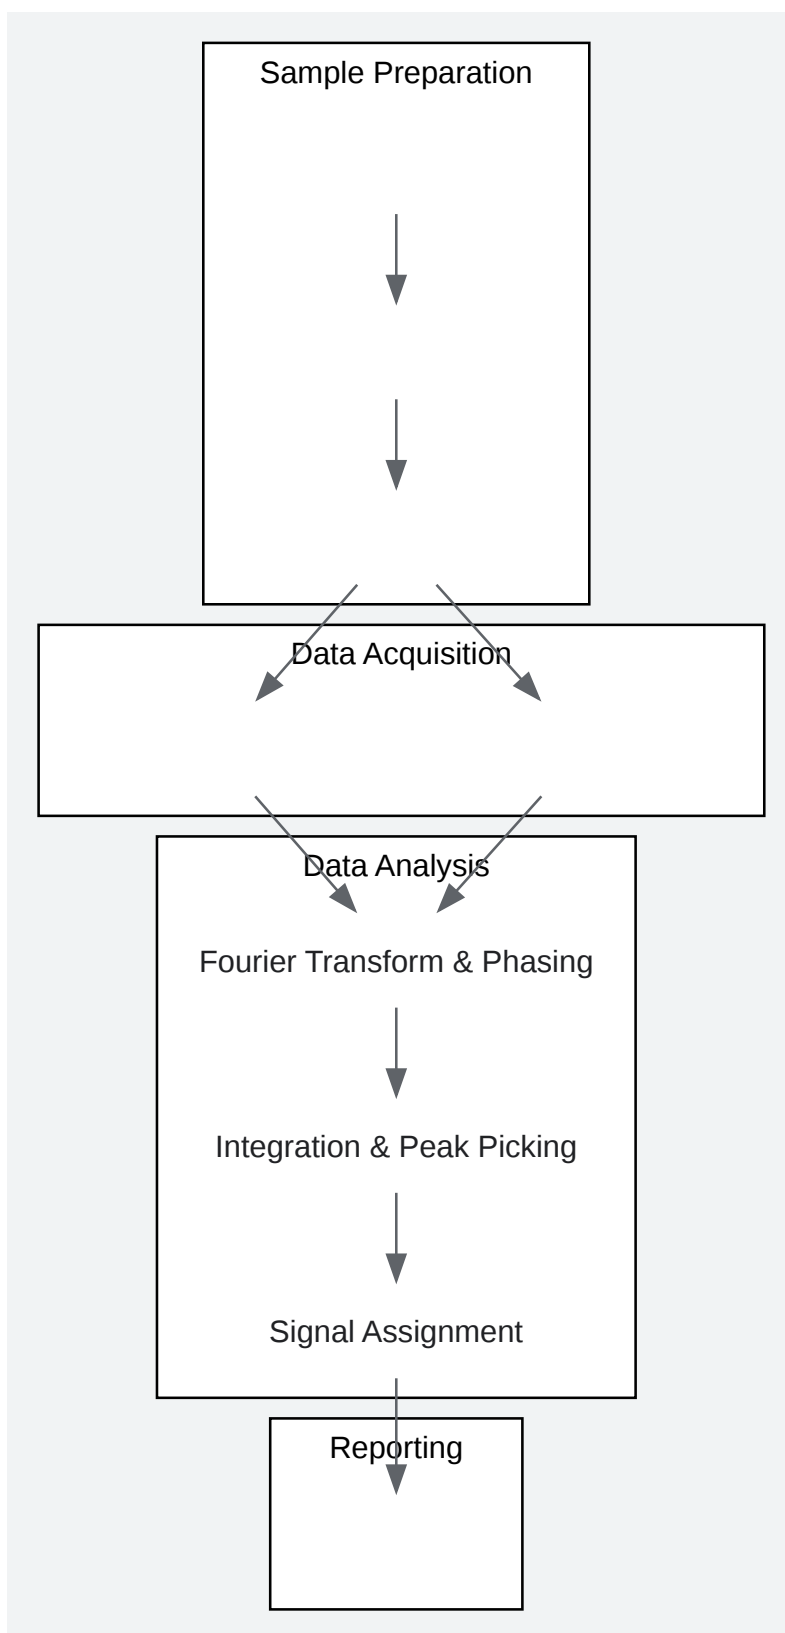 Sample Preparation
Data Acquisition
Data Analysis
Fourier Transform & Phasing
Integration & Peak Picking
Signal Assignment
Reporting